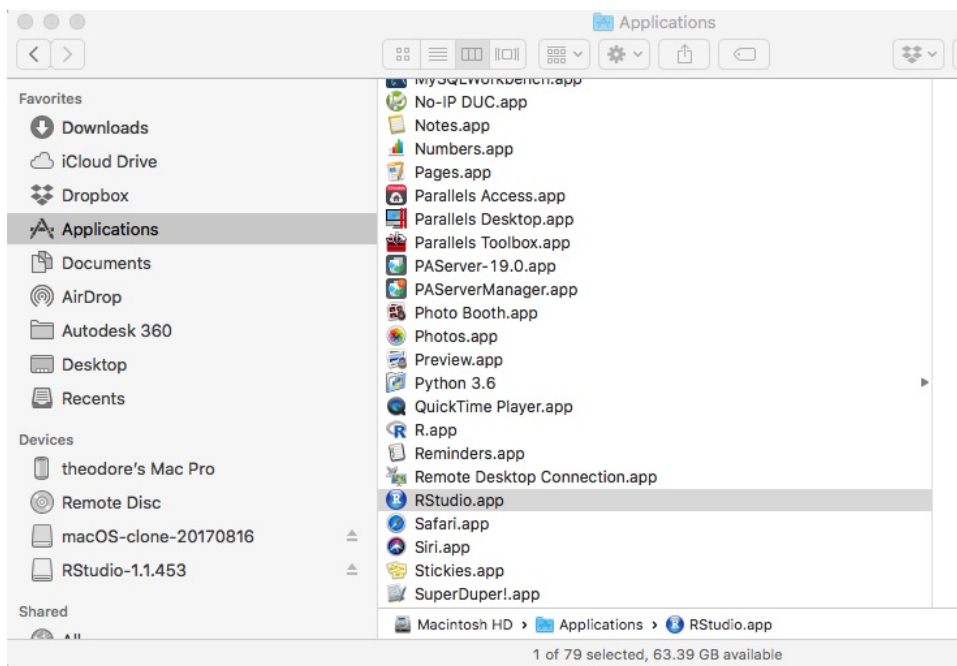 Applications
Favorites
Downloads
iCloud Drive
Dropbox
Applications
Documents
AirDrop
Autodesk 360
Desktop
Recents
Devices
theodore's Mac Pro
Remote Disc
macOS-clone-20170816
RStudio-1.1.453
Shared
All
MySQLWorkbench.app
No-IP DUC.app
Notes.app
Numbers.app
Pages.app
Parallels Access.app
Parallels Desktop.app
Parallels Toolbox.app
PAServer-19.0.app
PAServerManager.app
Photo Booth.app
Photos.app
Preview.app
Python 3.6
QuickTime Player.app
R.app
Reminders.app
Remote Desktop Connection.app
RStudio.app
Safari.app
Siri.app
Stickies.app
SuperDuper!.app
Macintosh HD › Applications › RStudio.app
1 of 79 selected, 63.39 GB available